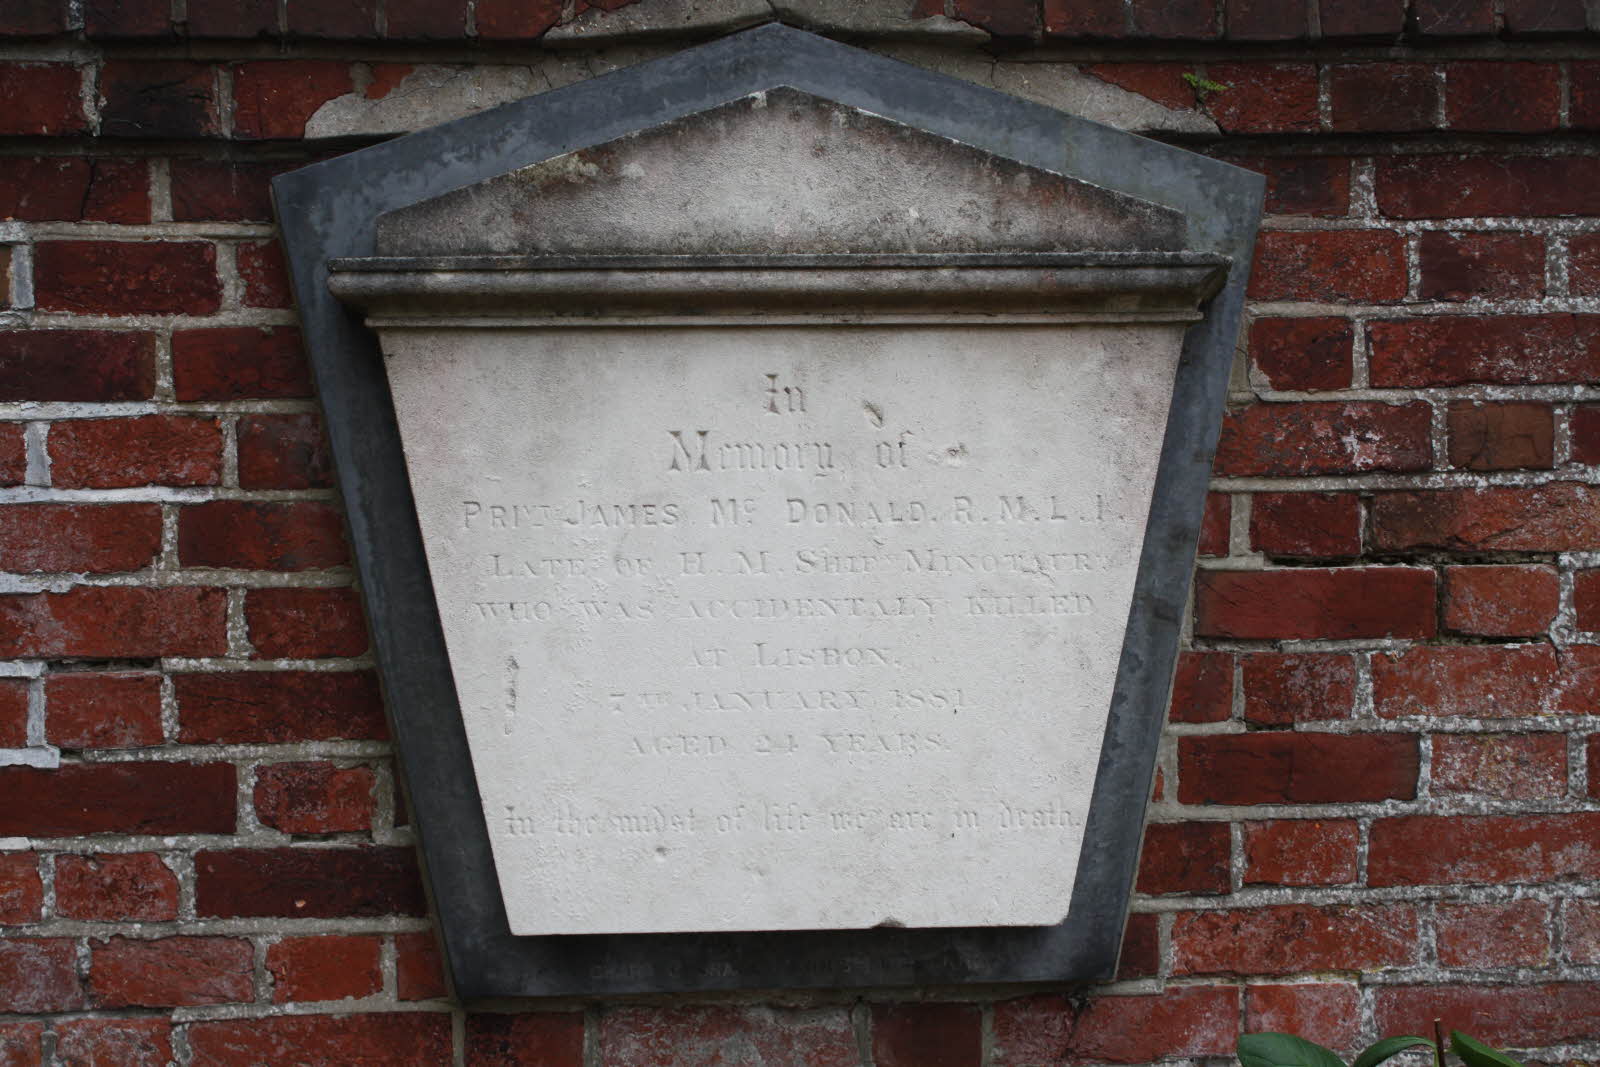 In
Memory of
PRIVT JAMES Mc DONALD. R.M.L.I.
LATE OF H.M. SHIP "MINOTAUR"
WHO WAS ACCIDENTALY KILLED
AT LISBON,
7TH JANUARY 1881
AGED 24 YEARS.
In the midst of life we are in death.